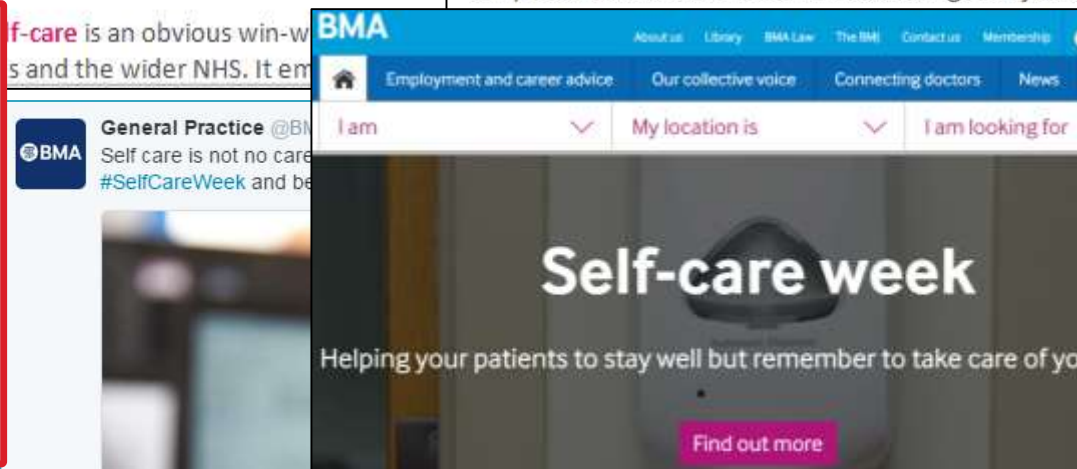 f-care is an obvious win-w
s and the wider NHS. It em
General Practice @BM
BMA
Self care is not no care
#SelfCareWeek and be
BMA
About us Library BMA Law The BMJ Contact us Membership
Employment and career advice Our collective voice Connecting doctors News
I am My location is I am looking for
Self-care week
Helping your patients to stay well but remember to take care of yo
Find out more